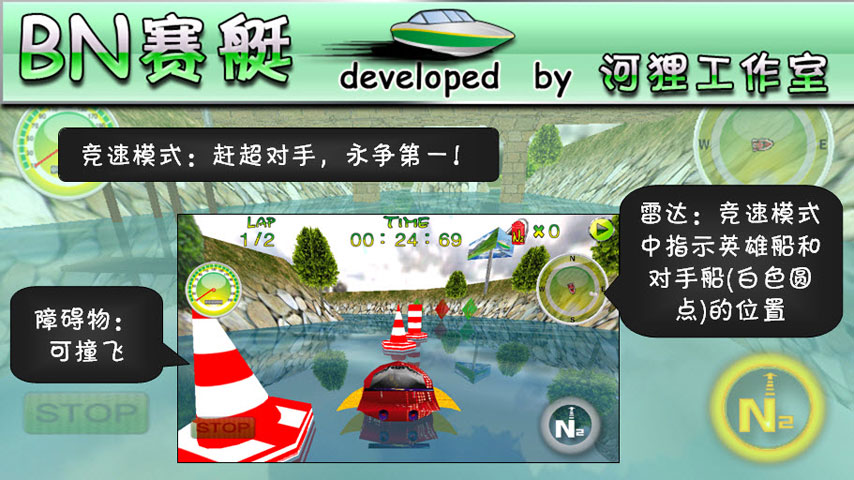 BN赛艇
developed by 河狸工作室
竞速模式：赶超对手，永争第一！
W
E
雷达：竞速模式
中指示英雄船和
对手船(白色圆
点)的位置
LAP
1/2
TIME
00:24:69
N2
×0
N
S
障碍物：
可撞飞
STOP
STOP
N2
N2